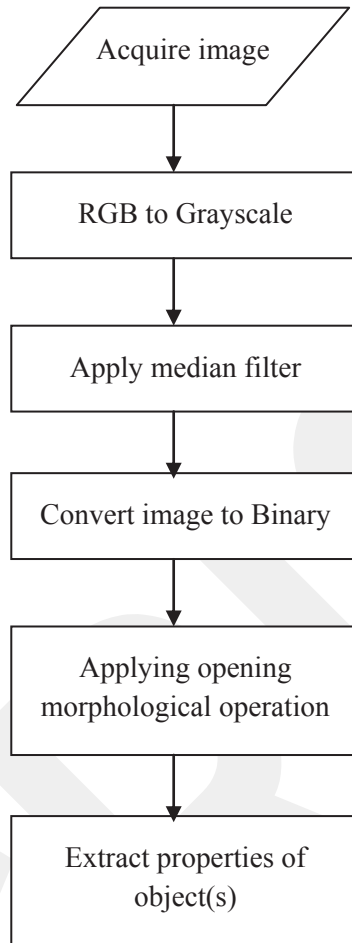 Acquire image
RGB to Grayscale
Apply median filter
Convert image to Binary
Applying opening
morphological operation
Extract properties of
object(s)